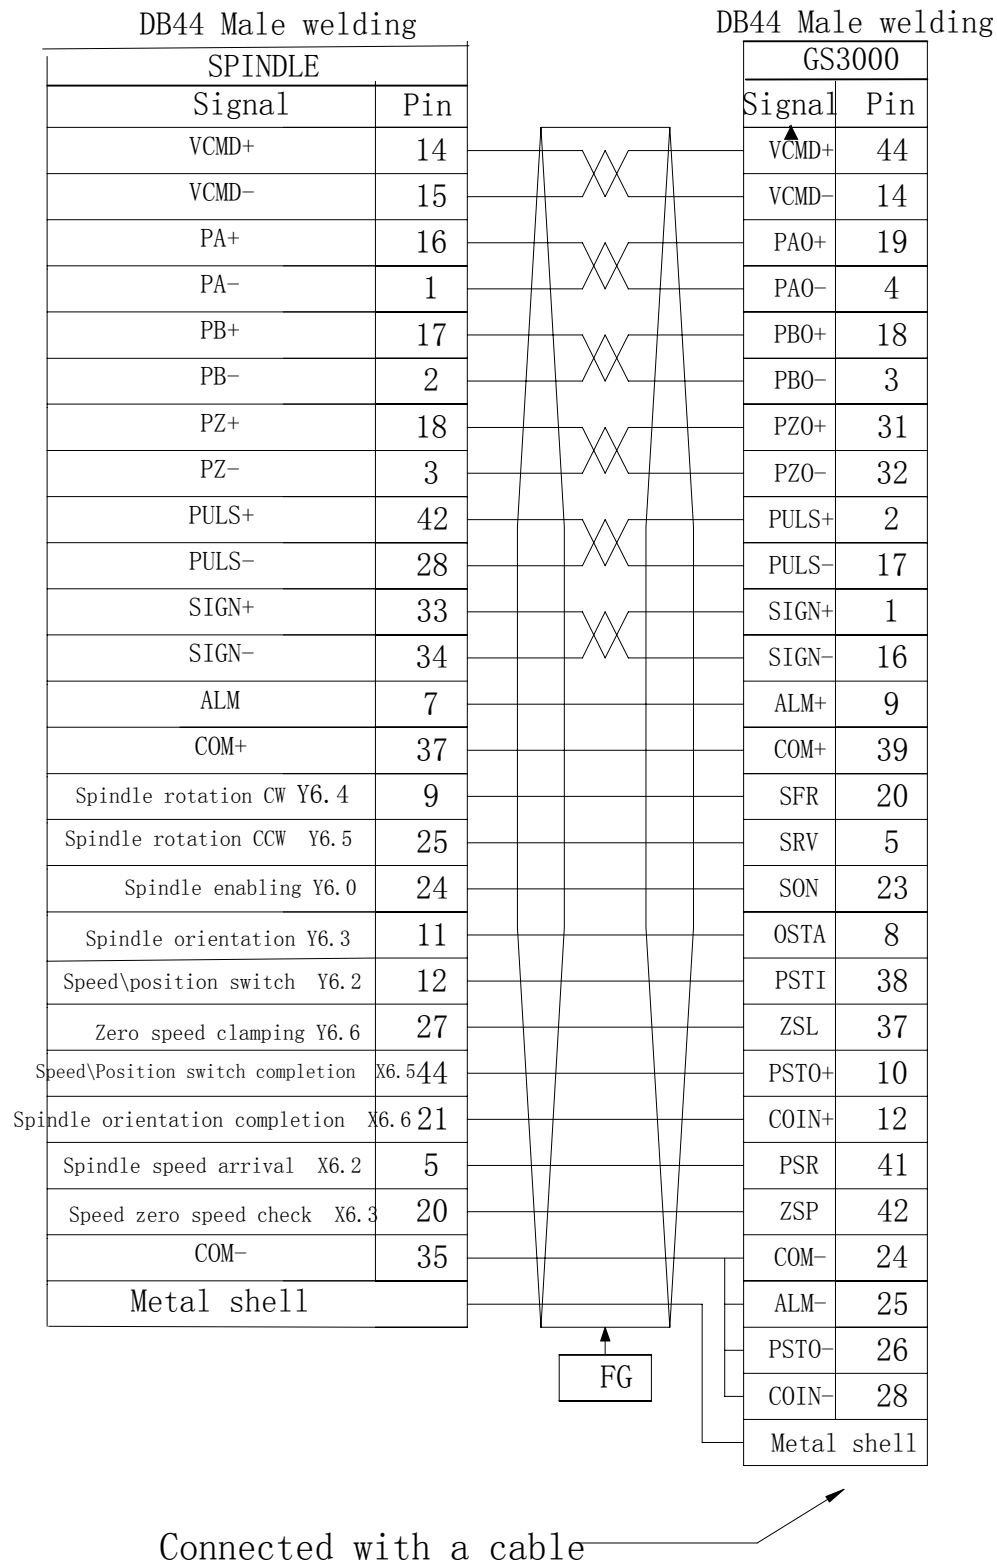 DB44 Male welding
DB44 Male welding
SPINDLE
GS3000
Signal Pin
Signal Pin
VCMD+ 14
VCMD+ 44
VCMD- 15
VCMD- 14
PA+ 16
PAO+ 19
PA- 1
PAO- 4
PB+ 17
PBO+ 18
PB- 2
PBO- 3
PZ+ 18
PZO+ 31
PZ- 3
PZO- 32
PULS+ 42
PULS+ 2
PULS- 28
PULS- 17
SIGN+ 33
SIGN+ 1
SIGN- 34
SIGN- 16
ALM 7
ALM+ 9
COM+ 37
COM+ 39
Spindle rotation CW Y6.4 9
SFR 20
Spindle rotation CCW Y6.5 25
SRV 5
Spindle enabling Y6.0 24
SON 23
Spindle orientation Y6.3 11
OSTA 8
Speed\position switch Y6.2 12
PSTI 38
Zero speed clamping Y6.6 27
ZSL 37
Speed\Position switch completion X6.5 44
PSTO+ 10
Spindle orientation completion X6.6 21
COIN+ 12
Spindle speed arrival X6.2 5
PSR 41
Speed zero speed check X6.3 20
ZSP 42
COM- 35
COM- 24
Metal shell
ALM- 25
PSTO- 26
FG
COIN- 28
Metal shell
Connected with a cable